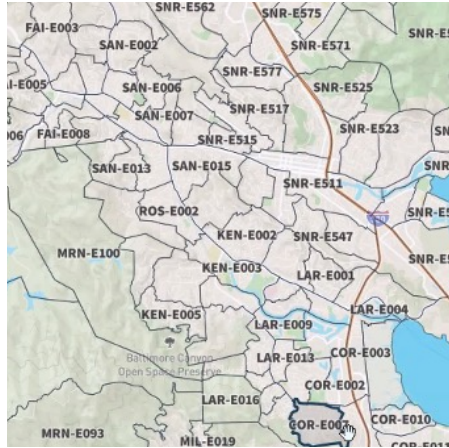 SNR-E562
SNR-E575
FAI-E003
SAN-E002
SNR-E571
SNR-E577
SAN-E006
SNR-E525
SNR-E517
SAN-E007
FAI-E008
SNR-E523
SNR-E515
SAN-E013
SAN-E015
SNR-E511
ROS-E002
KEN-E002
SNR-E547
MRN-E100
KEN-E003
LAR-E001
KEN-E005
LAR-E004
LAR-E009
Baltimore Canyon
Open Space Preserve
LAR-E013
COR-E003
COR-E002
LAR-E016
COR-E010
MRN-E093
MIL-E019